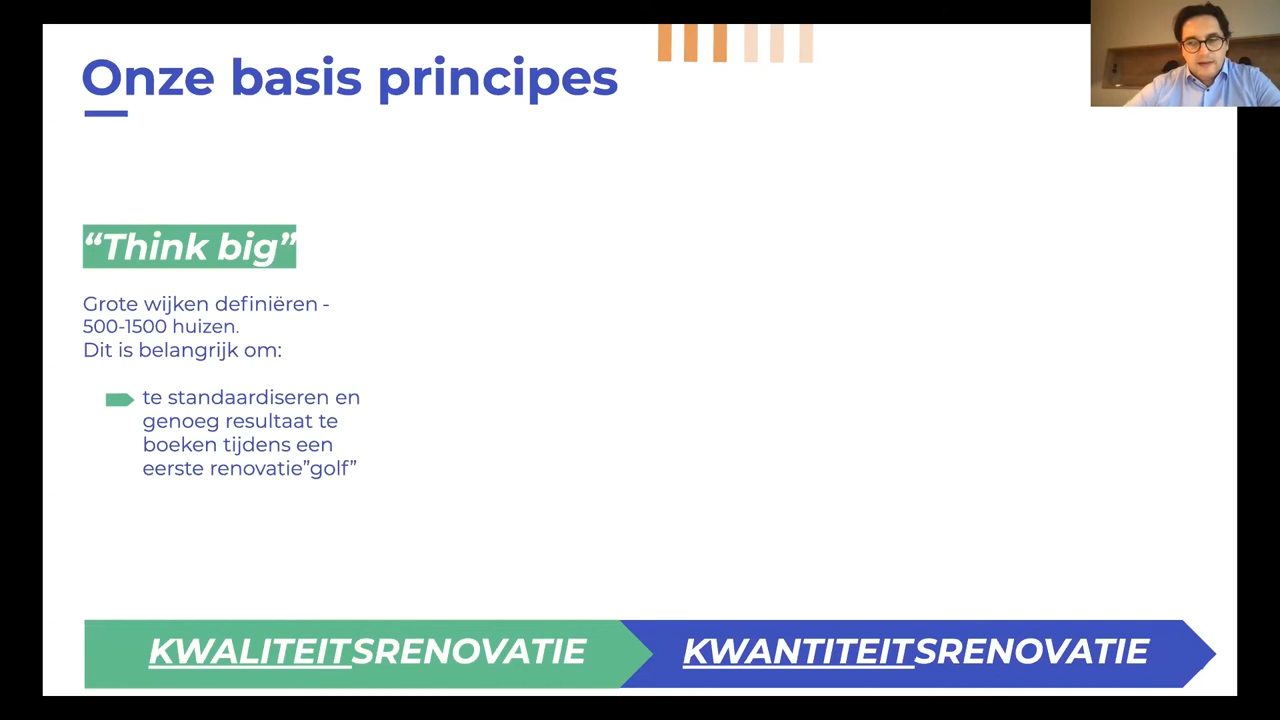 Onze basis principes
“Think big”
Grote wijken definiëren -
500-1500 huizen.
Dit is belangrijk om:
te standaardiseren en
genoeg resultaat te
boeken tijdens een
eerste renovatie”golf”
KWALITEITSRENOVATIE
KWANTITEITSRENOVATIE